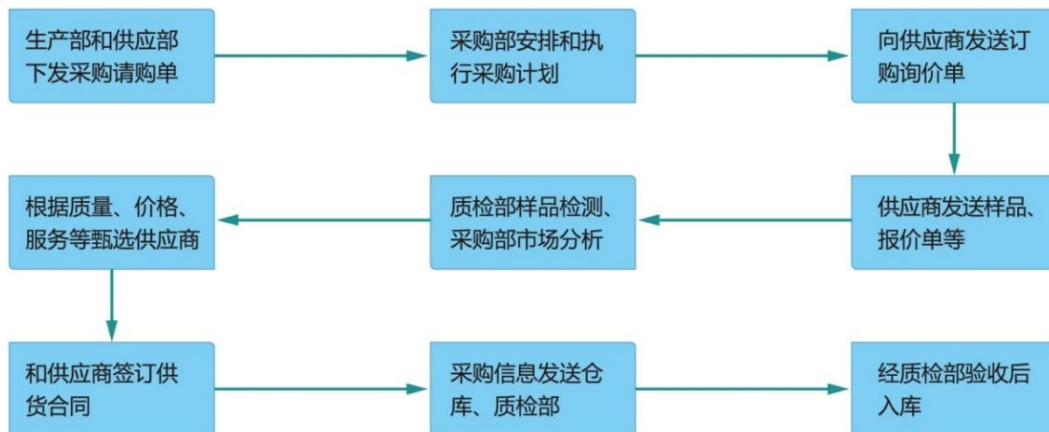 生产部和供应部
下发采购请购单
采购部安排和执
行采购计划
向供应商发送订
购询价单
供应商发送样品、
报价单等
质检部样品检测、
采购部市场分析
根据质量、价格、
服务等甄选供应商
和供应商签订供
货合同
采购信息发送仓
库、质检部
经质检部验收后
入库